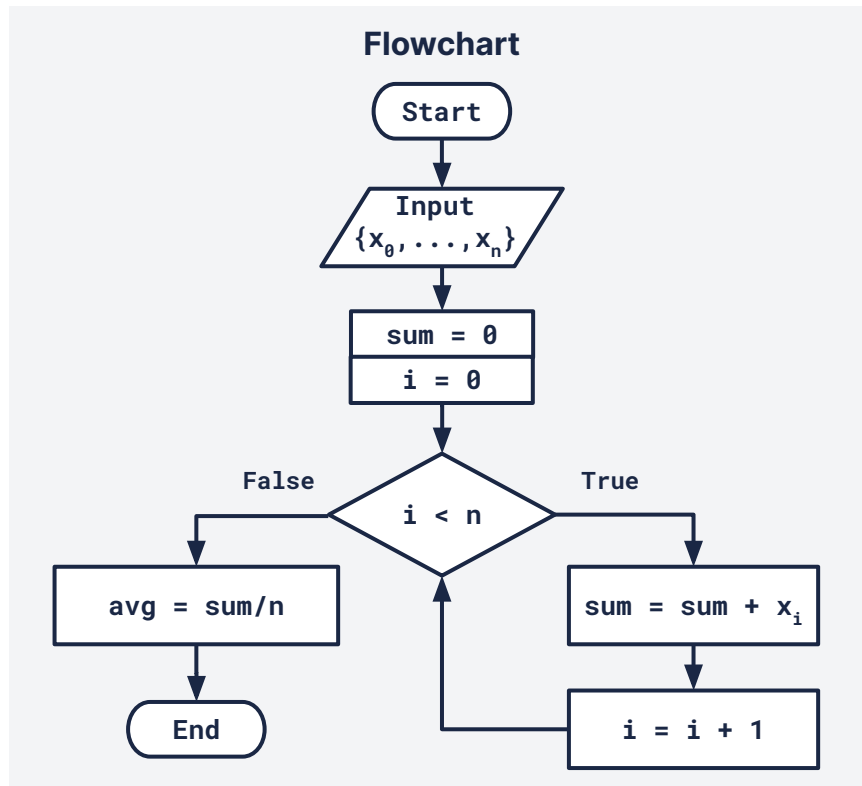 Flowchart
Start
Input
{x₀,...,xₙ}
sum = 0
i = 0
False
True
i < n
avg = sum/n
sum = sum + xᵢ
End
i = i + 1